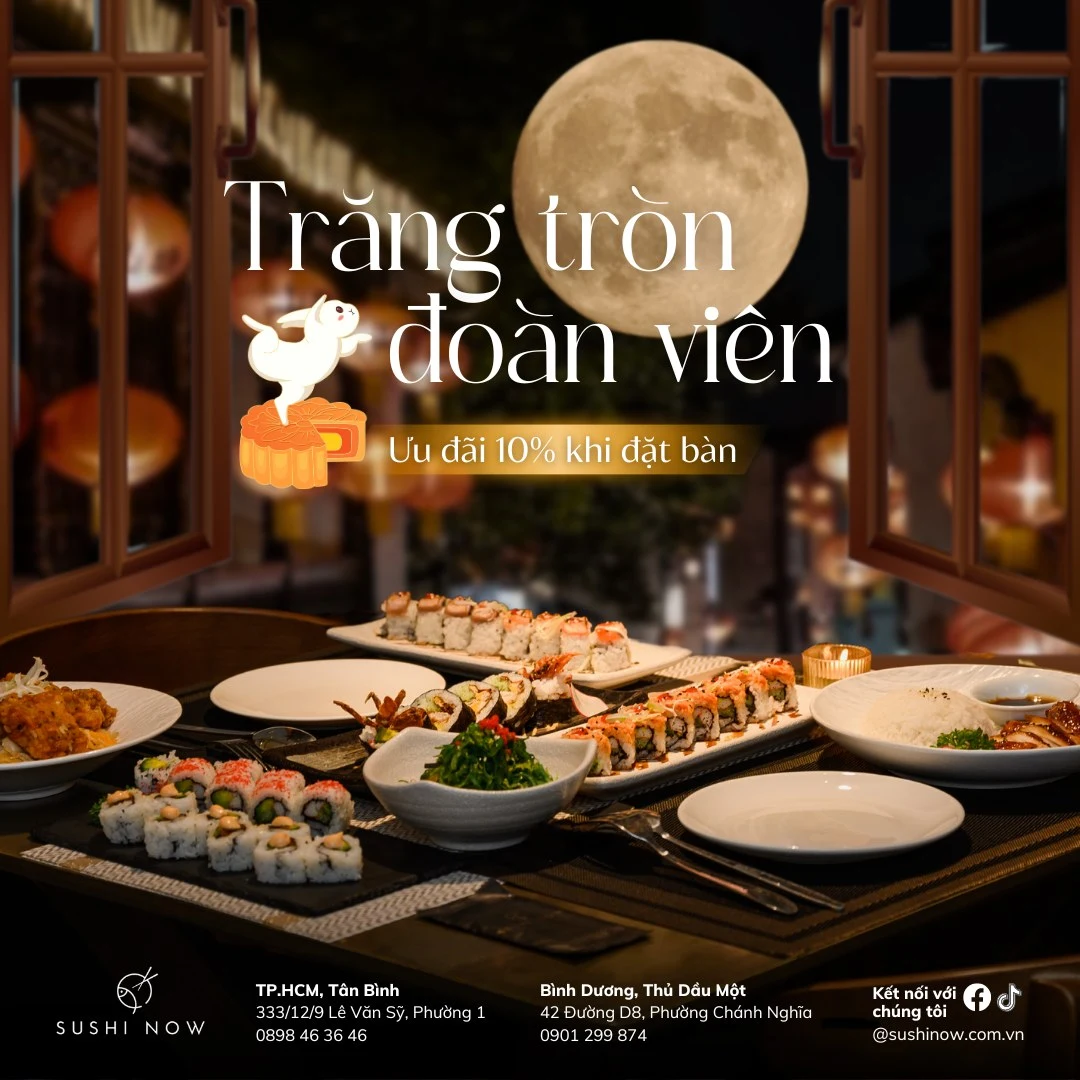 Trăng tròn
đoàn viên
Ưu đãi 10% khi đặt bàn
SUSHI NOW
TP.HCM, Tân Bình
333/12/9 Lê Văn Sỹ, Phường 1
0898 46 36 46
Bình Dương, Thủ Dầu Một
42 Đường D8, Phường Chánh Nghĩa
0901 299 874
Kết nối với
chúng tôi
@sushinow.com.vn